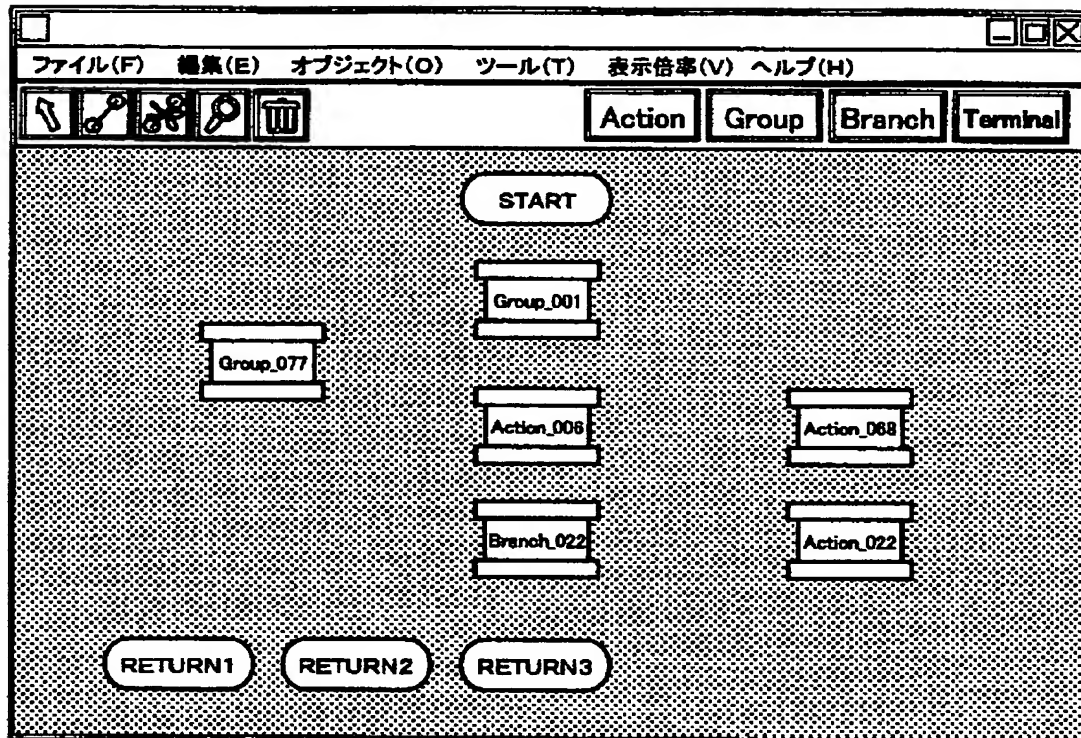 ファイル(F) 編集(E) オブジェクト(O) ツール(T) 表示倍率(V) ヘルプ(H)
Action Group Branch Terminal
START
Group_001
Group_077
Action_006 Action_068
Branch_022 Action_022
RETURN1 RETURN2 RETURN3